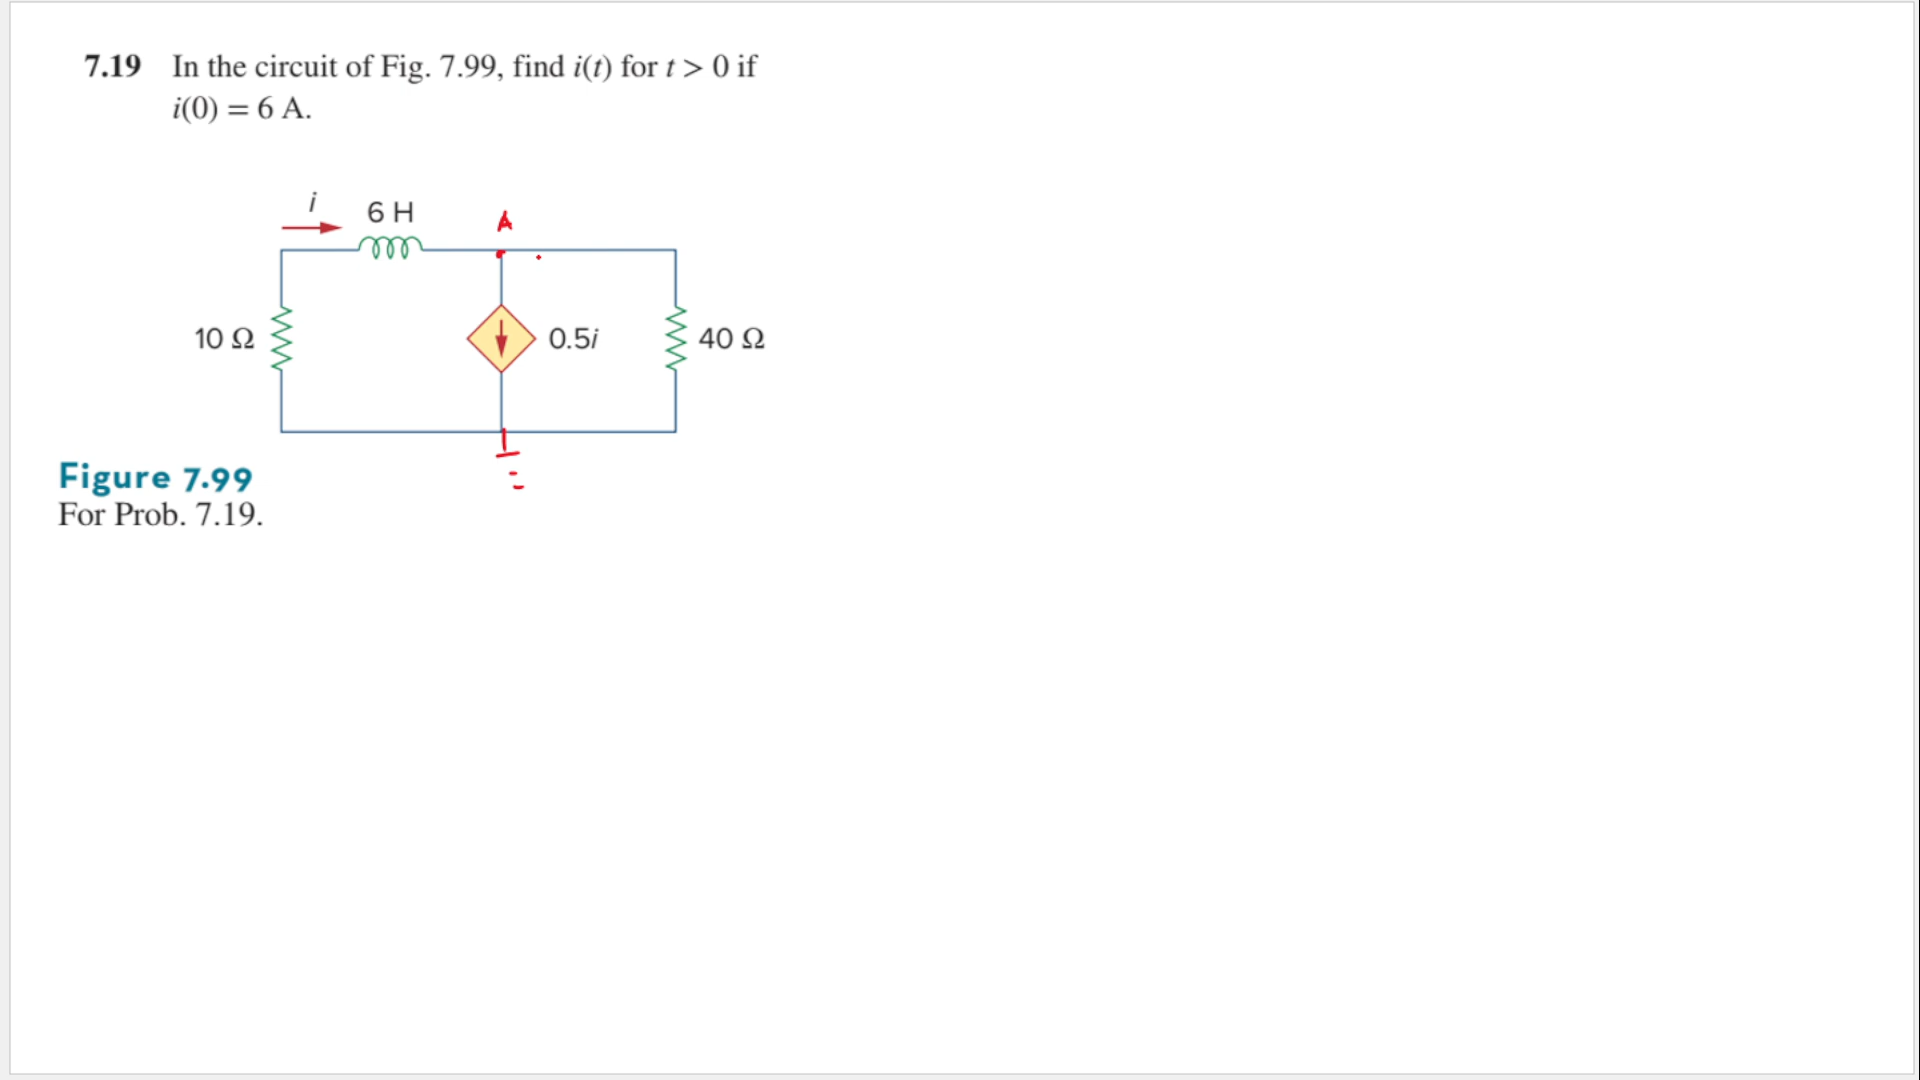 7.19 In the circuit of Fig. 7.99, find i(t) for t > 0 if
i(0) = 6 A.
i
6 H
A
10 Ω
0.5i
40 Ω
Figure 7.99
For Prob. 7.19.